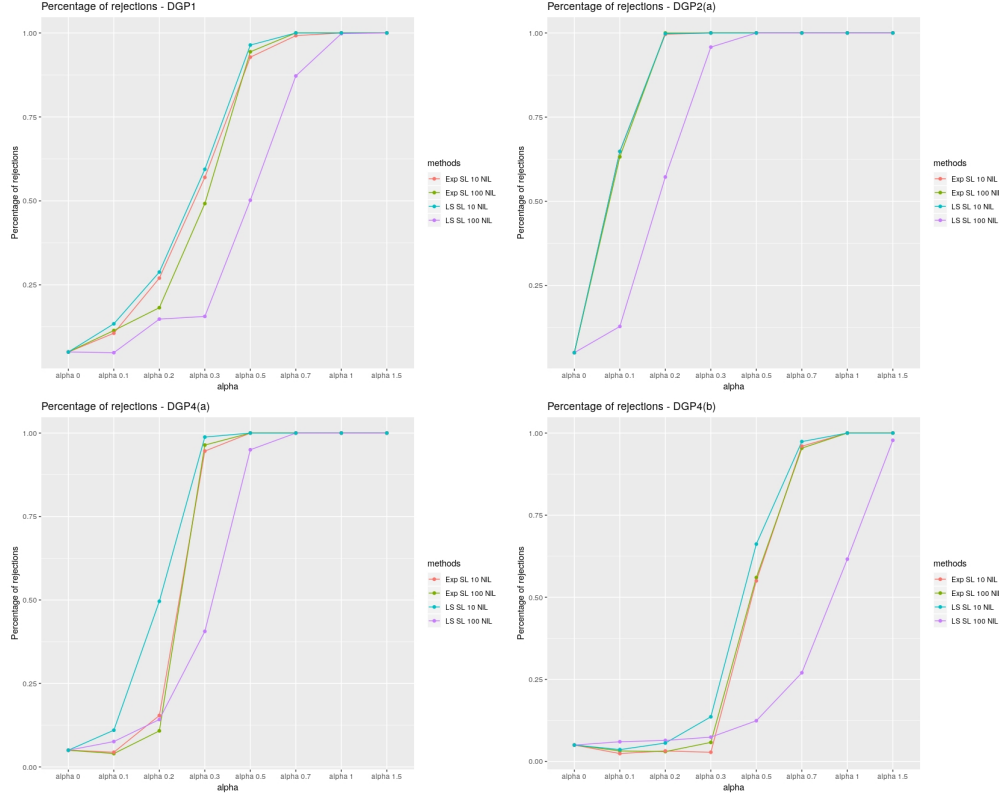 Percentage of rejections - DGP1
Percentage of rejections
1.00
0.75
0.50
0.25
alpha 0 alpha 0.1 alpha 0.2 alpha 0.3 alpha 0.5 alpha 0.7 alpha 1 alpha 1.5
alpha
methods
Exp SL 10 NIL
Exp SL 100 NIL
LS SL 10 NIL
LS SL 100 NIL
Percentage of rejections - DGP2(a)
Percentage of rejections
1.00
0.75
0.50
0.25
alpha 0 alpha 0.1 alpha 0.2 alpha 0.3 alpha 0.5 alpha 0.7 alpha 1 alpha 1.5
alpha
methods
Exp SL 10 NIL
Exp SL 100 NIL
LS SL 10 NIL
LS SL 100 NIL
Percentage of rejections - DGP4(a)
Percentage of rejections
1.00
0.75
0.50
0.25
0.00
alpha 0 alpha 0.1 alpha 0.2 alpha 0.3 alpha 0.5 alpha 0.7 alpha 1 alpha 1.5
alpha
methods
Exp SL 10 NIL
Exp SL 100 NIL
LS SL 10 NIL
LS SL 100 NIL
Percentage of rejections - DGP4(b)
Percentage of rejections
1.00
0.75
0.50
0.25
0.00
alpha 0 alpha 0.1 alpha 0.2 alpha 0.3 alpha 0.5 alpha 0.7 alpha 1 alpha 1.5
alpha
methods
Exp SL 10 NIL
Exp SL 100 NIL
LS SL 10 NIL
LS SL 100 NIL